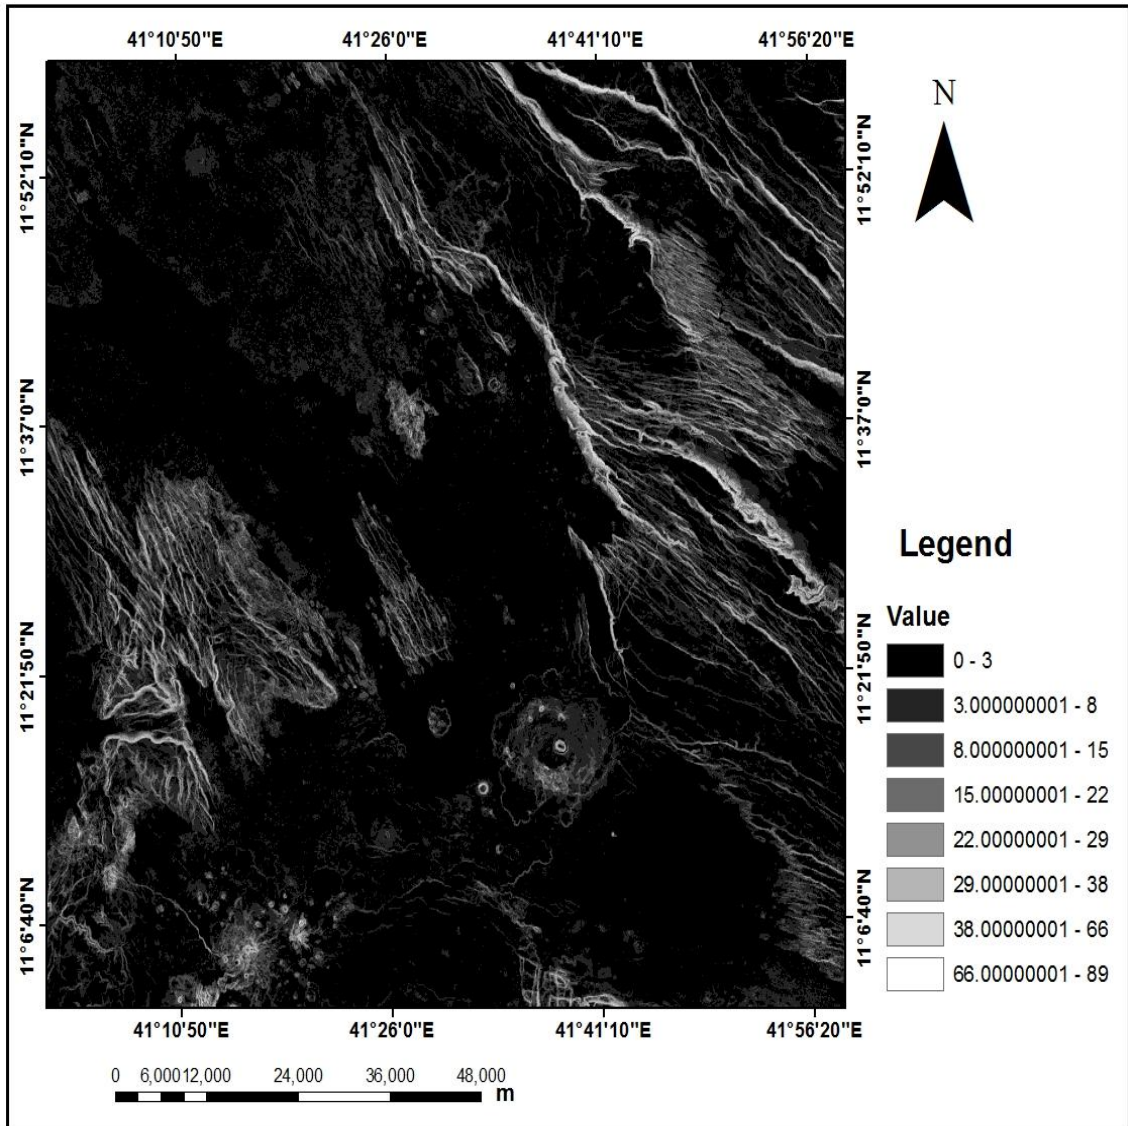 41°10'50"E 41°26'0"E 41°41'10"E 41°56'20"E
N
11°52'10"N 11°52'10"N
11°37'0"N 11°37'0"N
Legend
Value
0 - 3
11°21'50"N 11°21'50"N
3.000000001 - 8
8.000000001 - 15
15.00000001 - 22
22.00000001 - 29
29.00000001 - 38
11°6'40"N 11°6'40"N
38.00000001 - 66
66.00000001 - 89
41°10'50"E 41°26'0"E 41°41'10"E 41°56'20"E
0 6,000 12,000 24,000 36,000 48,000
m